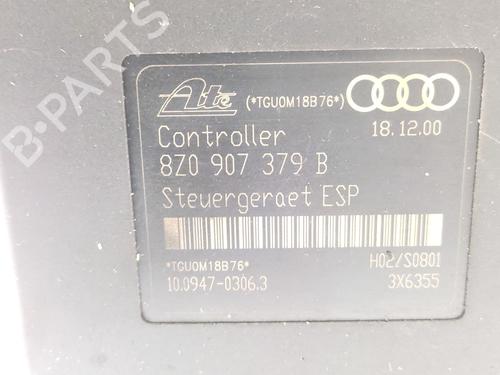 B-PARTS
Ate (*TGU0M18B76*)
18.12.00
Controller
8Z0 907 379 B
Steuergeraet ESP
*TGU0M18B76* H02/S0801
10.0947-0306.3 3X6355